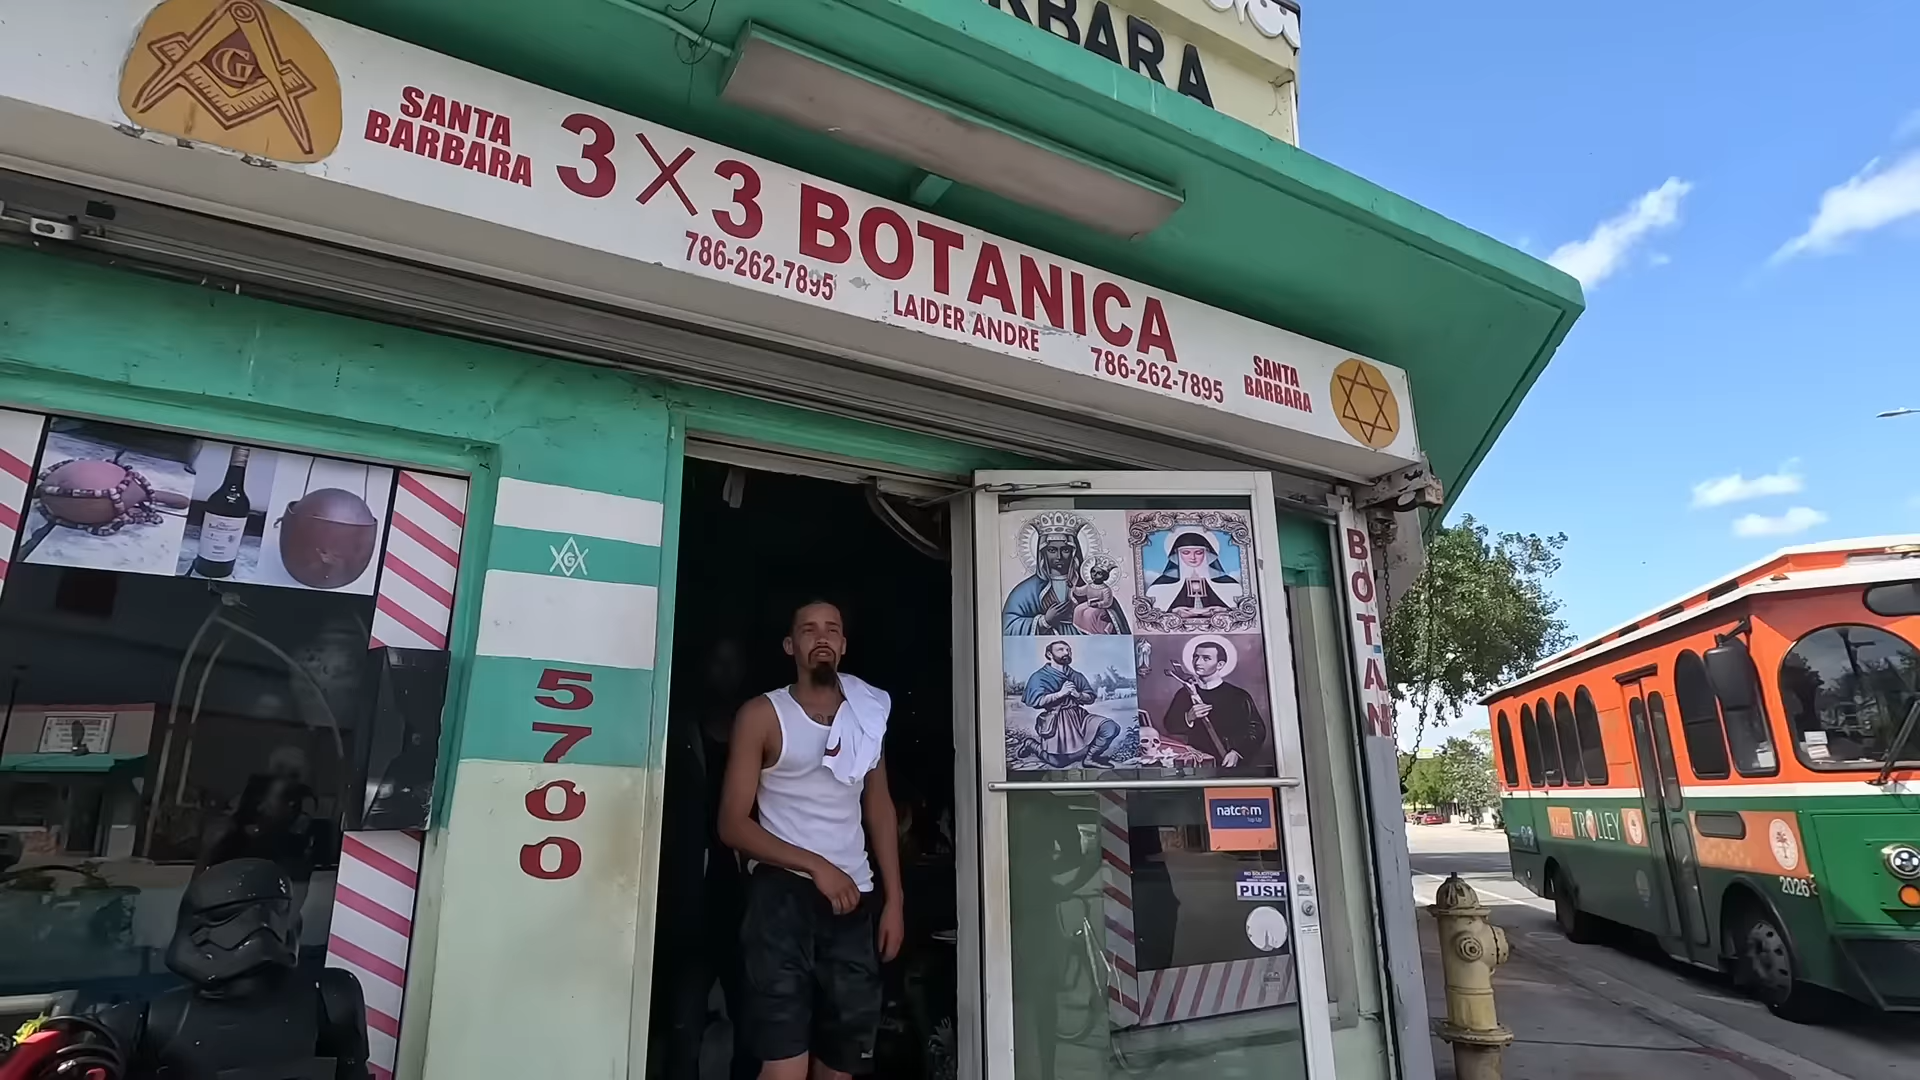 RBARA
G
SANTA
BARBARA
3X3 BOTANICA
786-262-7895
LAIDER ANDRE
786-262-7895
SANTA
BARBARA
G
5700
BOTAN
natcom
PUSH
TROLLEY
2026